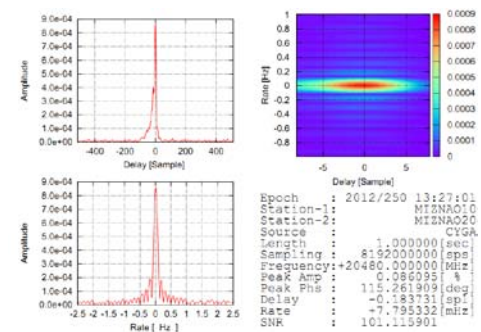 9.0e-04
8.0e-04
7.0e-04
6.0e-04
5.0e-04
4.0e-04
3.0e-04
2.0e-04
1.0e-04
0.0e+00
Amplitude
-400 -200 0 200 400
Delay [Sample]
1
0.8
0.6
0.4
0.2
0
-0.2
-0.4
-0.6
-0.8
Rate [Hz]
-5 0 5
Delay [Sample]
0.0009
0.0008
0.0007
0.0006
0.0005
0.0004
0.0003
0.0002
0.0001
0
9.0e-04
8.0e-04
7.0e-04
6.0e-04
5.0e-04
4.0e-04
3.0e-04
2.0e-04
1.0e-04
0.0e+00
Amplitude
-2.5 -2 -1.5 -1 -0.5 0 0.5 1 1.5 2 2.5
Rate [ Hz ]
Epoch : 2012/250 13:27:01
Station-1: MIZNAO10
Station-2: MIZNAO20
Source : CYGA
Length : 1.000000[sec]
Sampling : 8192000000[sps]
Frequency:+20480.000000[MHz]
Peak Amp : 0.086095[ % ]
Peak Phs : 115.261909[deg]
Delay : -0.183731[spl]
Rate : +7.795332[mHz]
SNR : 101.115901